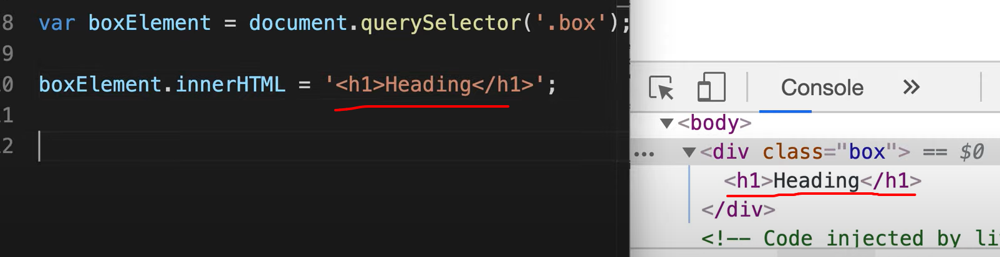 8 var boxElement = document.querySelector('.box');
9
0 boxElement.innerHTML = '<h1>Heading</h1>';
1
2
Console
<body>
<div class="box"> == $0
<h1>Heading</h1>
</div>
<!-- Code injected by li